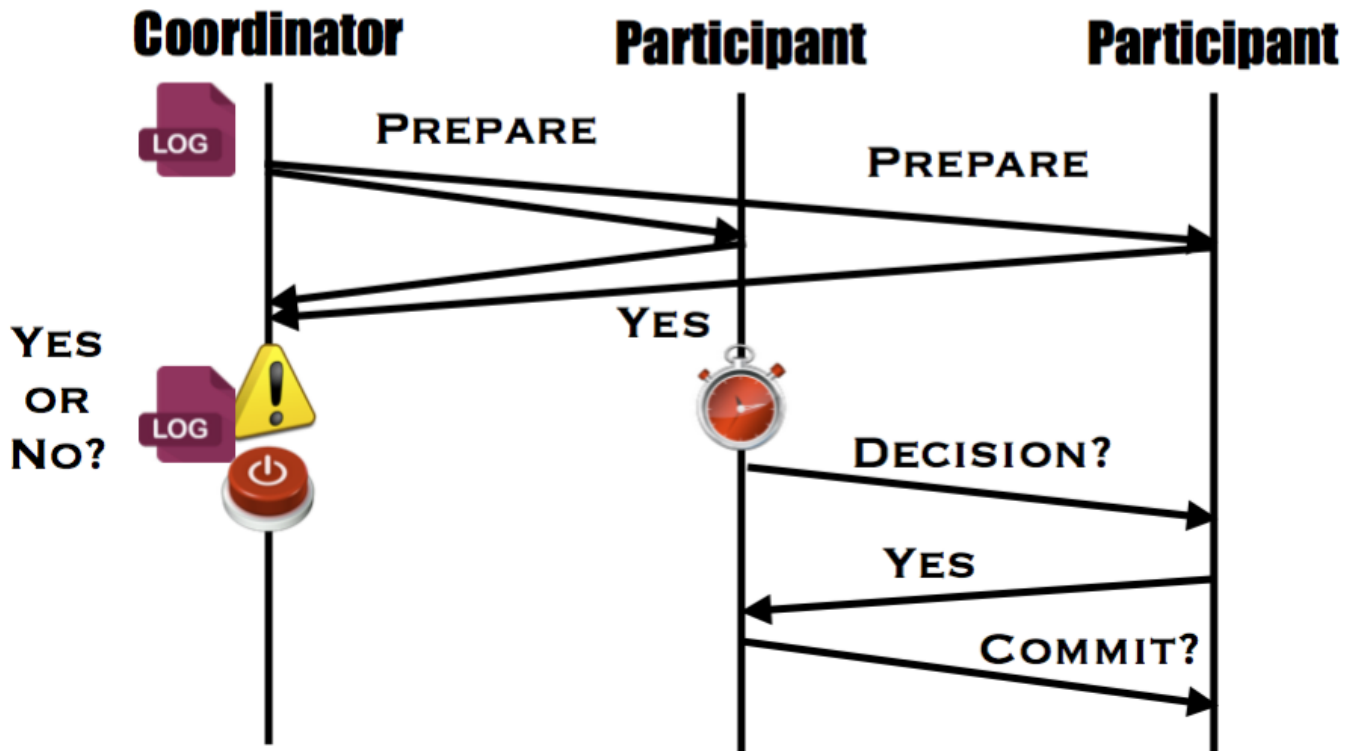 Coordinator
Participant
Participant
LOG
PREPARE
PREPARE
YES
YES
OR
NO?
LOG
DECISION?
YES
COMMIT?